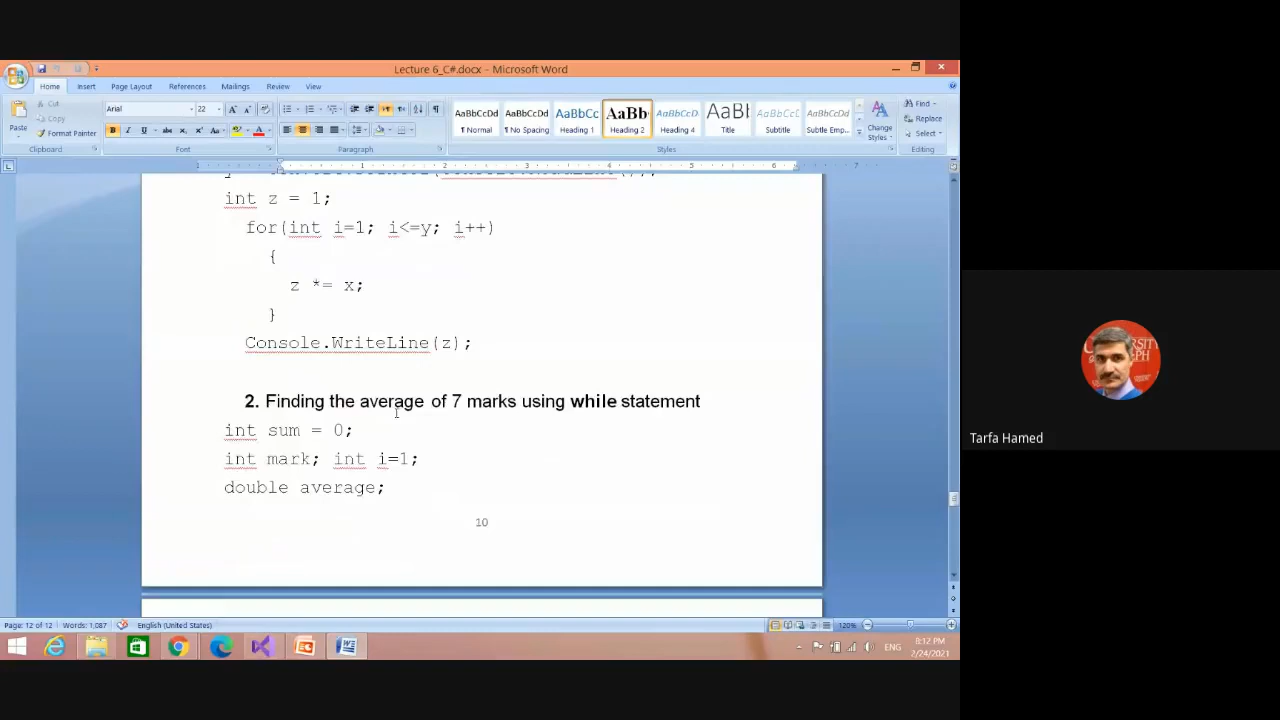 Lecture 6_C#.docx - Microsoft Word
Home Insert Page Layout References Mailings Review View
Cut
Copy
Format Painter
Paste
Clipboard
Arial 22
Font
Paragraph
AaBbCcDd AaBbCcDd AaBbCc AaBb AaBbCcD AaBb AaBbCcD AaBbCcDd
¶ Normal ¶ No Spacing Heading 1 Heading 2 Heading 4 Title Subtitle Subtle Emp...
Styles
Change Styles
Find
Replace
Select
Editing
int z = 1;
for(int i=1; i<=y; i++)
{
z *= x;
}
Console.WriteLine(z);
2. Finding the average of 7 marks using while statement
int sum = 0;
int mark; int i=1;
double average;
10
Page: 12 of 12 Words: 1,087 English (United States) 120%
ENG
8:12 PM
2/24/2021
Tarfa Hamed